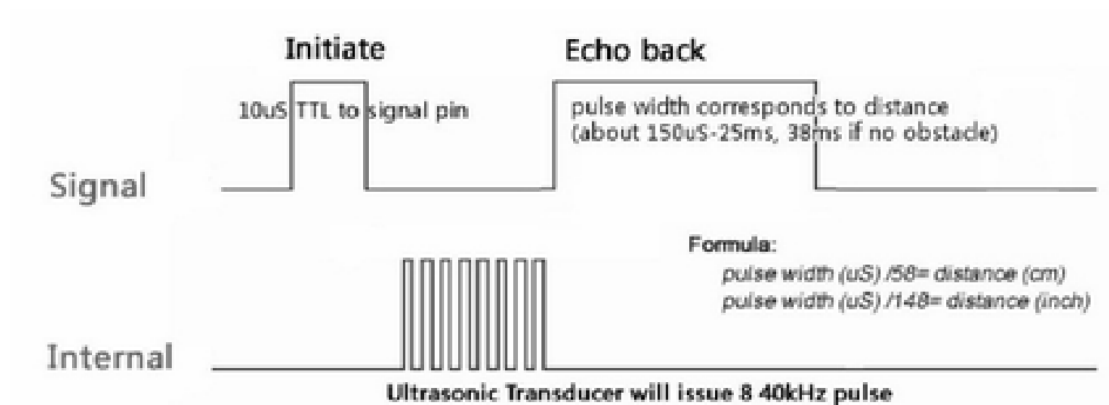 Initiate
Echo back
10uS TTL to signal pin
pulse width corresponds to distance
(about 150uS-25ms, 38ms if no obstacle)
Signal
Formula:
pulse width (uS) /58= distance (cm)
pulse width (uS) /148= distance (inch)
Internal
Ultrasonic Transducer will issue 8 40kHz pulse